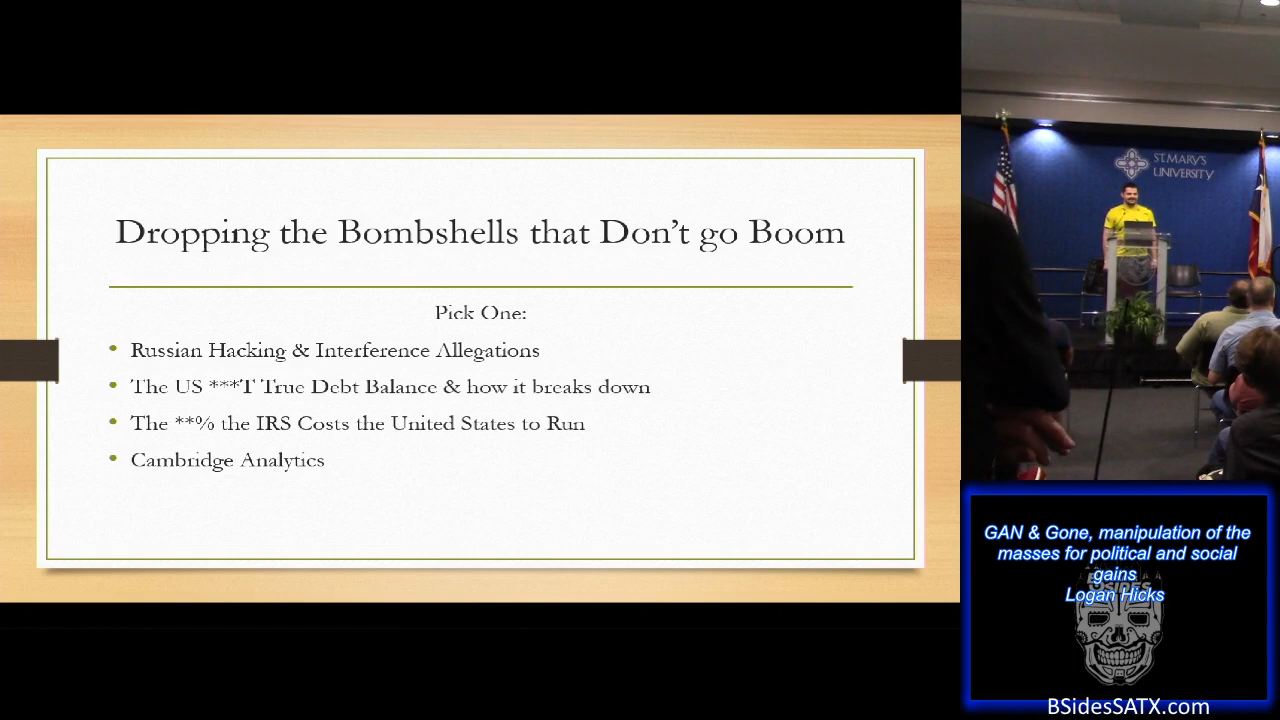 Dropping the Bombshells that Don't go Boom
Pick One:
Russian Hacking & Interference Allegations
The US ***T True Debt Balance & how it breaks down
The **% the IRS Costs the United States to Run
Cambridge Analytics
ST. MARY'S
UNIVERSITY
GAN & Gone, manipulation of the
masses for political and social
gains
Logan Hicks
BSIDES
BSidesSATX.com